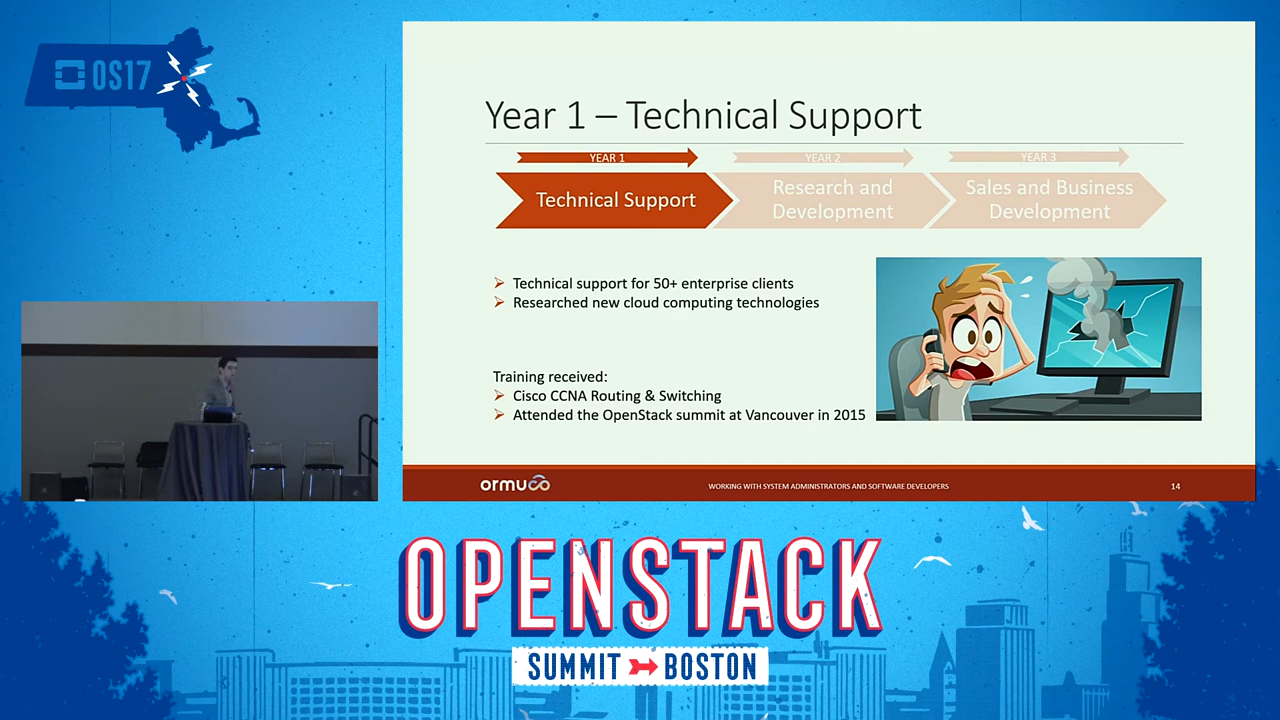 OS17
Year 1 – Technical Support
YEAR 1
YEAR 2
YEAR 3
Technical Support
Research and
Development
Sales and Business
Development
Technical support for 50+ enterprise clients
Researched new cloud computing technologies
Training received:
Cisco CCNA Routing & Switching
Attended the OpenStack summit at Vancouver in 2015
ormuco
WORKING WITH SYSTEM ADMINISTRATORS AND SOFTWARE DEVELOPERS
14
OPENSTACK
SUMMIT BOSTON